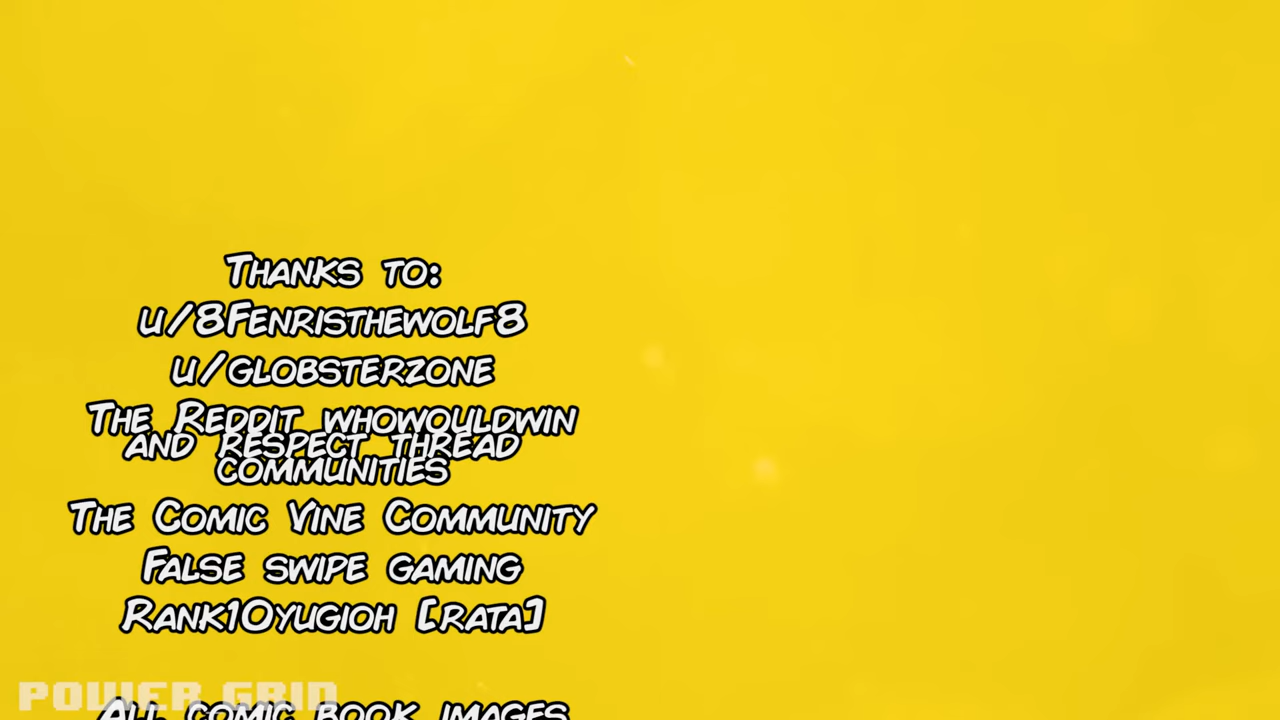 Thanks to:
u/8Fenristhewolf8
u/globsterzone
The Reddit whowouldwin
and respect thread
communities
The Comic Vine Community
False swipe gaming
Rank10yugioh [rata]
All comic book images
POWER GRID